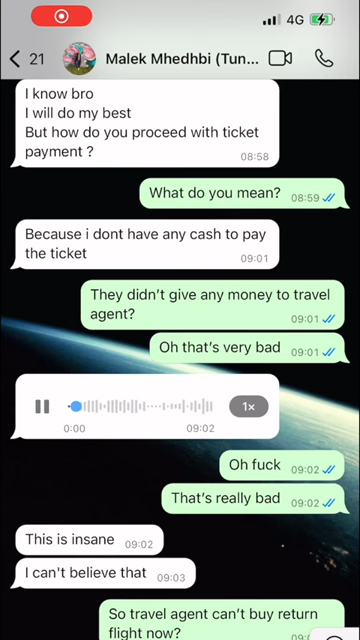 4G
21
Malek Mhedhbi (Tun...
I know bro
I will do my best
But how do you proceed with ticket
payment ?
08:58
What do you mean? 08:59
Because i dont have any cash to pay
the ticket
09:01
They didn't give any money to travel
agent?
09:01
Oh that's very bad 09:01
1×
0:00 09:02
Oh fuck 09:02
That's really bad 09:02
This is insane 09:02
I can't believe that 09:03
So travel agent can't buy return
flight now?